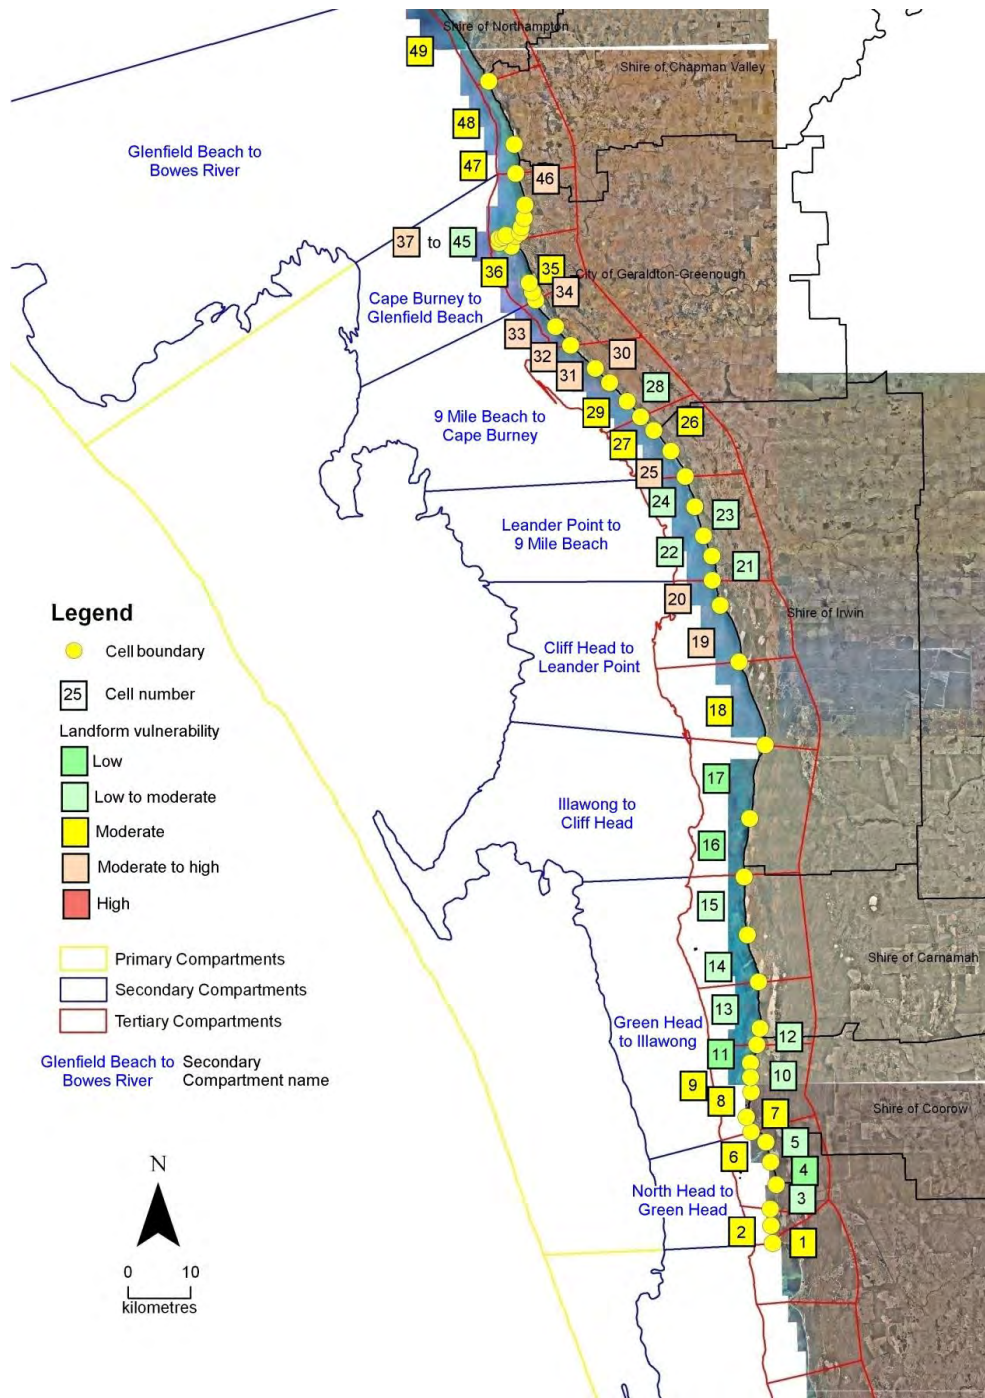 Shire of Northampton
49
Shire of Chapman Valley
48
Glenfield Beach to
Bowes River
47
46
37 to 45
36
35
City of Geraldton-Greenough
34
Cape Burney to
Glenfield Beach
33
32
31
30
28
29
9 Mile Beach to
Cape Burney
26
27
25
24
23
Leander Point to
9 Mile Beach
22
21
20
Shire of Irwin
19
Cliff Head to
Leander Point
18
17
Illawong to
Cliff Head
16
15
Shire of Carnamah
14
13
Green Head
to Illawong
12
11
10
9
8
7
Shire of Coorow
5
6
4
3
North Head to
Green Head
2
1
Legend
Cell boundary
25 Cell number
Landform vulnerability
Low
Low to moderate
Moderate
Moderate to high
High
Primary Compartments
Secondary Compartments
Tertiary Compartments
Glenfield Beach to
Bowes River
Secondary
Compartment name
N
0 10
kilometres